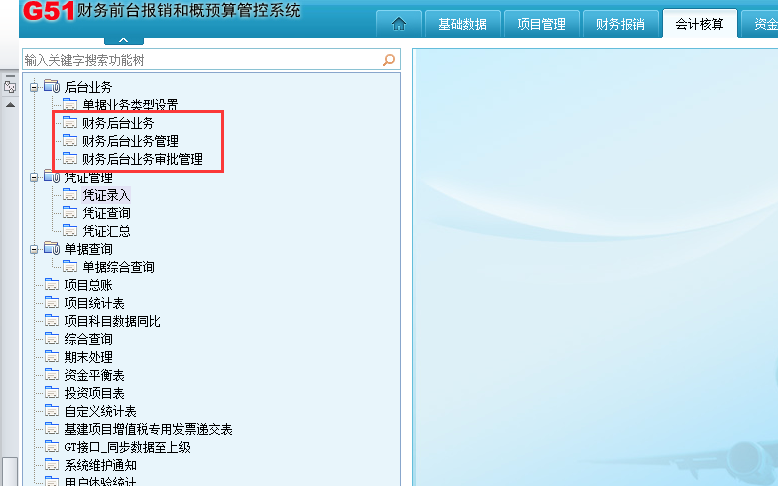 G51财务前台报销和概预算管控系统
基础数据 项目管理 财务报销 会计核算 资金
输入关键字搜索功能树
后台业务
单据业务类型设置
财务后台业务
财务后台业务管理
财务后台业务审批管理
凭证管理
凭证录入
凭证查询
凭证汇总
单据查询
单据综合查询
项目总账
项目统计表
项目科目数据同比
综合查询
期末处理
资金平衡表
投资项目表
自定义统计表
基建项目增值税专用发票递交表
GT接口_同步数据至上级
系统维护通知
用户体验统计